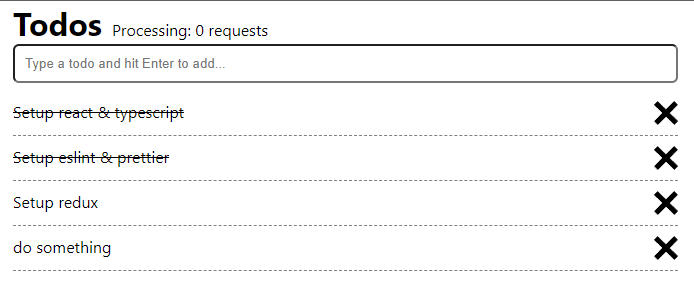 Todos Processing: 0 requests
Type a todo and hit Enter to add...
Setup react & typescript
Setup eslint & prettier
Setup redux
do something